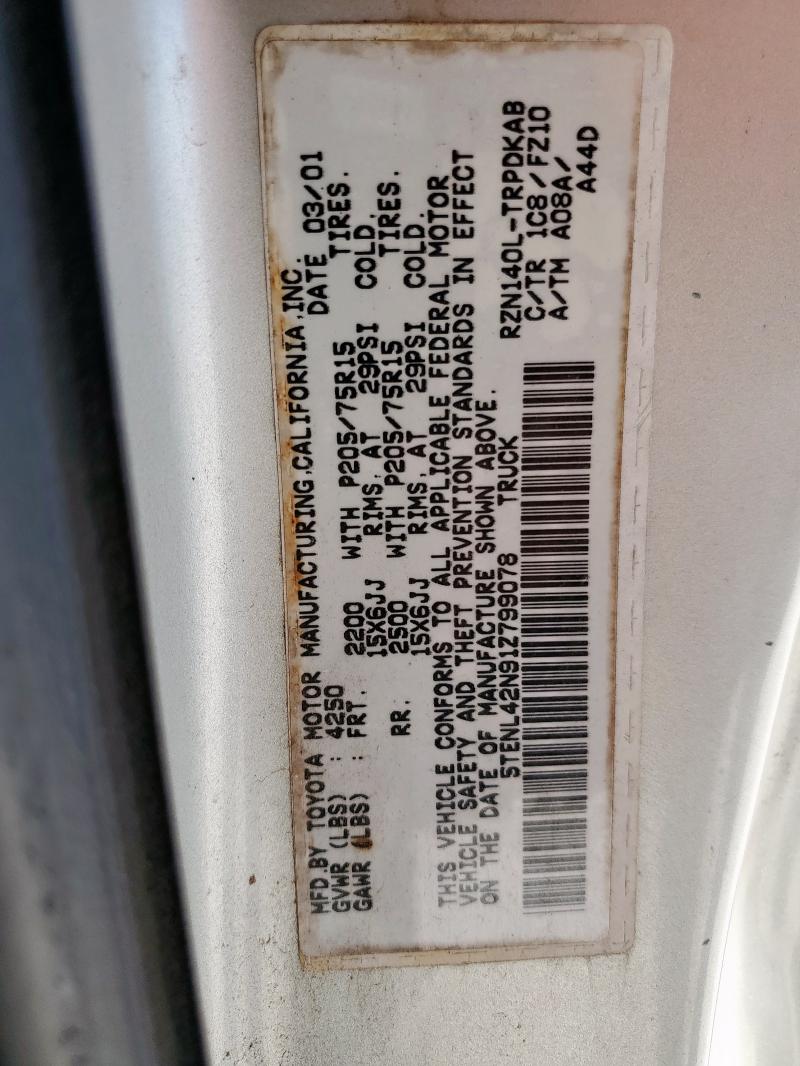 MFD.BY TOYOTA MOTOR MANUFACTURING,CALIFORNIA,INC.
GVWR (LBS) : 4250 DATE 03/01
GAWR (LBS) : FRT. 2200 WITH P205/75R15 TIRES.
15X6JJ RIMS, AT 29PSI COLD.
RR. 2500 WITH P205/75R15 TIRES.
15X6JJ RIMS, AT 29PSI COLD.
THIS VEHICLE CONFORMS TO ALL APPLICABLE FEDERAL MOTOR
VEHICLE SAFETY AND THEFT PREVENTION STANDARDS IN EFFECT
ON THE DATE OF MANUFACTURE SHOWN ABOVE.
5TENL42N91Z799078 TRUCK
RZN140L-TRPDKAB
C/TR 1C8/FZ10
A/TM A08A/
A44D